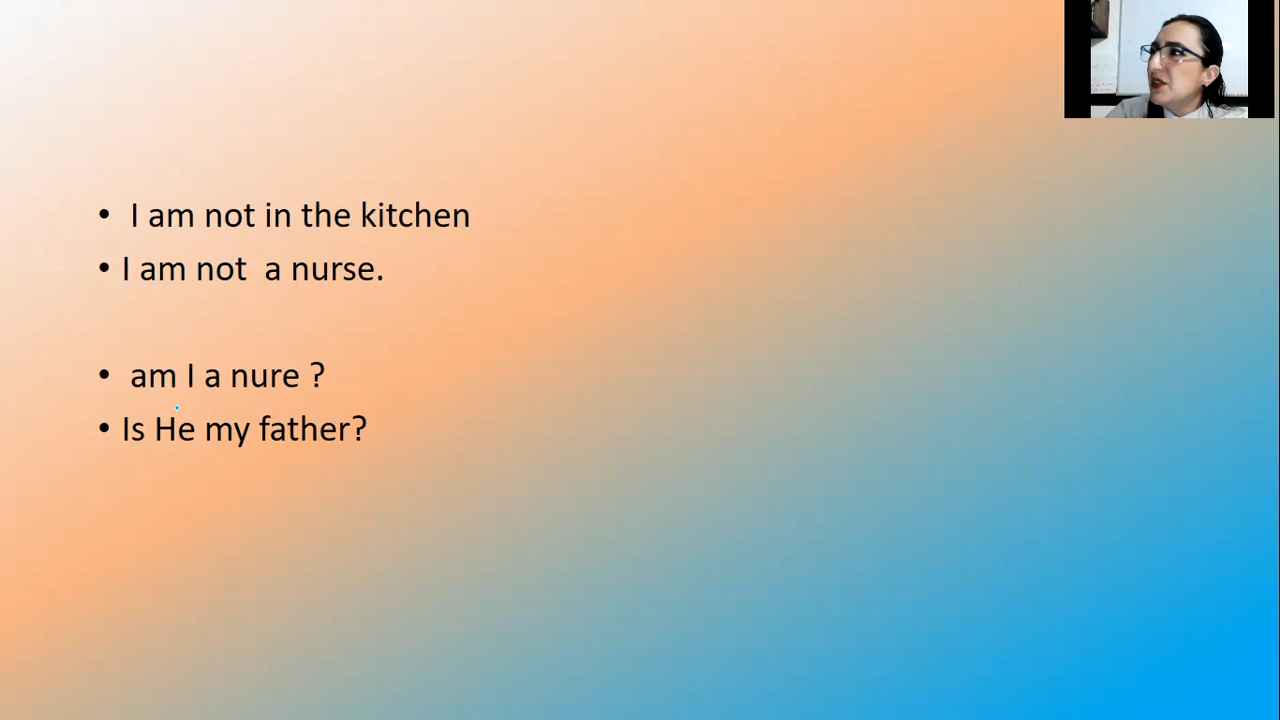 • I am not in the kitchen
• I am not a nurse.
• am I a nure ?
• Is He my father?